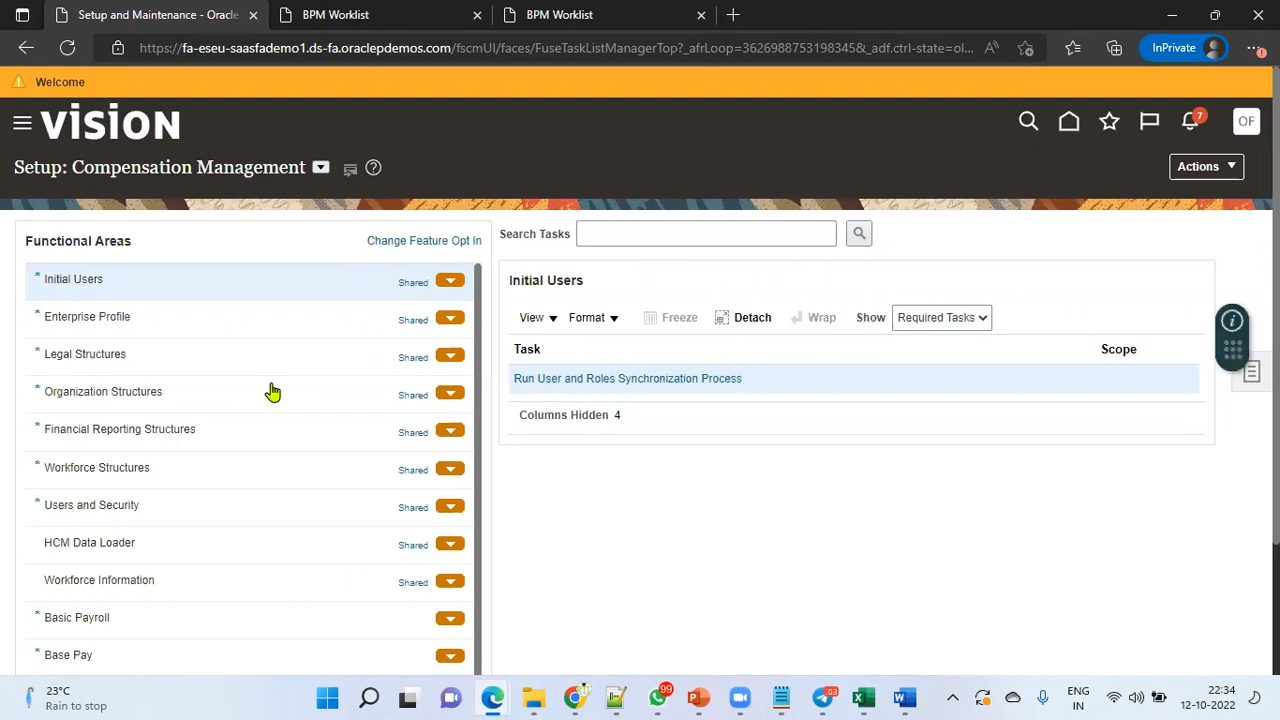 Setup and Maintenance - Oracle
BPM Worklist
BPM Worklist
https://fa-eseu-saasfademo1.ds-fa.oraclepdemos.com/fscmUI/faces/FuseTaskListManagerTop?_afrLoop=36269887531983458&_adf.ctrl-state=ol...
InPrivate
Welcome
vision
7
OF
Setup: Compensation Management
Actions
Functional Areas
Change Feature Opt In
Search Tasks
* Initial Users Shared
* Enterprise Profile Shared
* Legal Structures Shared
* Organization Structures Shared
* Financial Reporting Structures Shared
* Workforce Structures Shared
* Users and Security Shared
HCM Data Loader Shared
Workforce Information Shared
* Basic Payroll
* Base Pay
Initial Users
View Format Freeze Detach Wrap Show Required Tasks
Task Scope
Run User and Roles Synchronization Process
Columns Hidden 4
23°C
Rain to stop
99
03
ENG
IN
22:34
12-10-2022